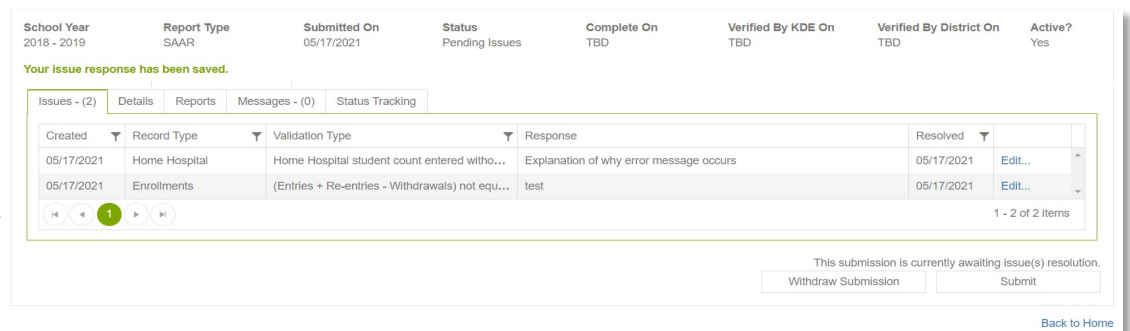 School Year Report Type Submitted On Status Complete On Verified By KDE On Verified By District On Active?
2018 - 2019 SAAR 05/17/2021 Pending Issues TBD TBD TBD Yes
Your issue response has been saved.
Issues - (2) Details Reports Messages - (0) Status Tracking
Created Record Type Validation Type Response Resolved
05/17/2021 Home Hospital Home Hospital student count entered witho... Explanation of why error message occurs 05/17/2021 Edit...
05/17/2021 Enrollments (Entries + Re-entries - Withdrawals) not equ... test 05/17/2021 Edit...
1 1 - 2 of 2 items
This submission is currently awaiting issue(s) resolution.
Withdraw Submission Submit
Back to Home